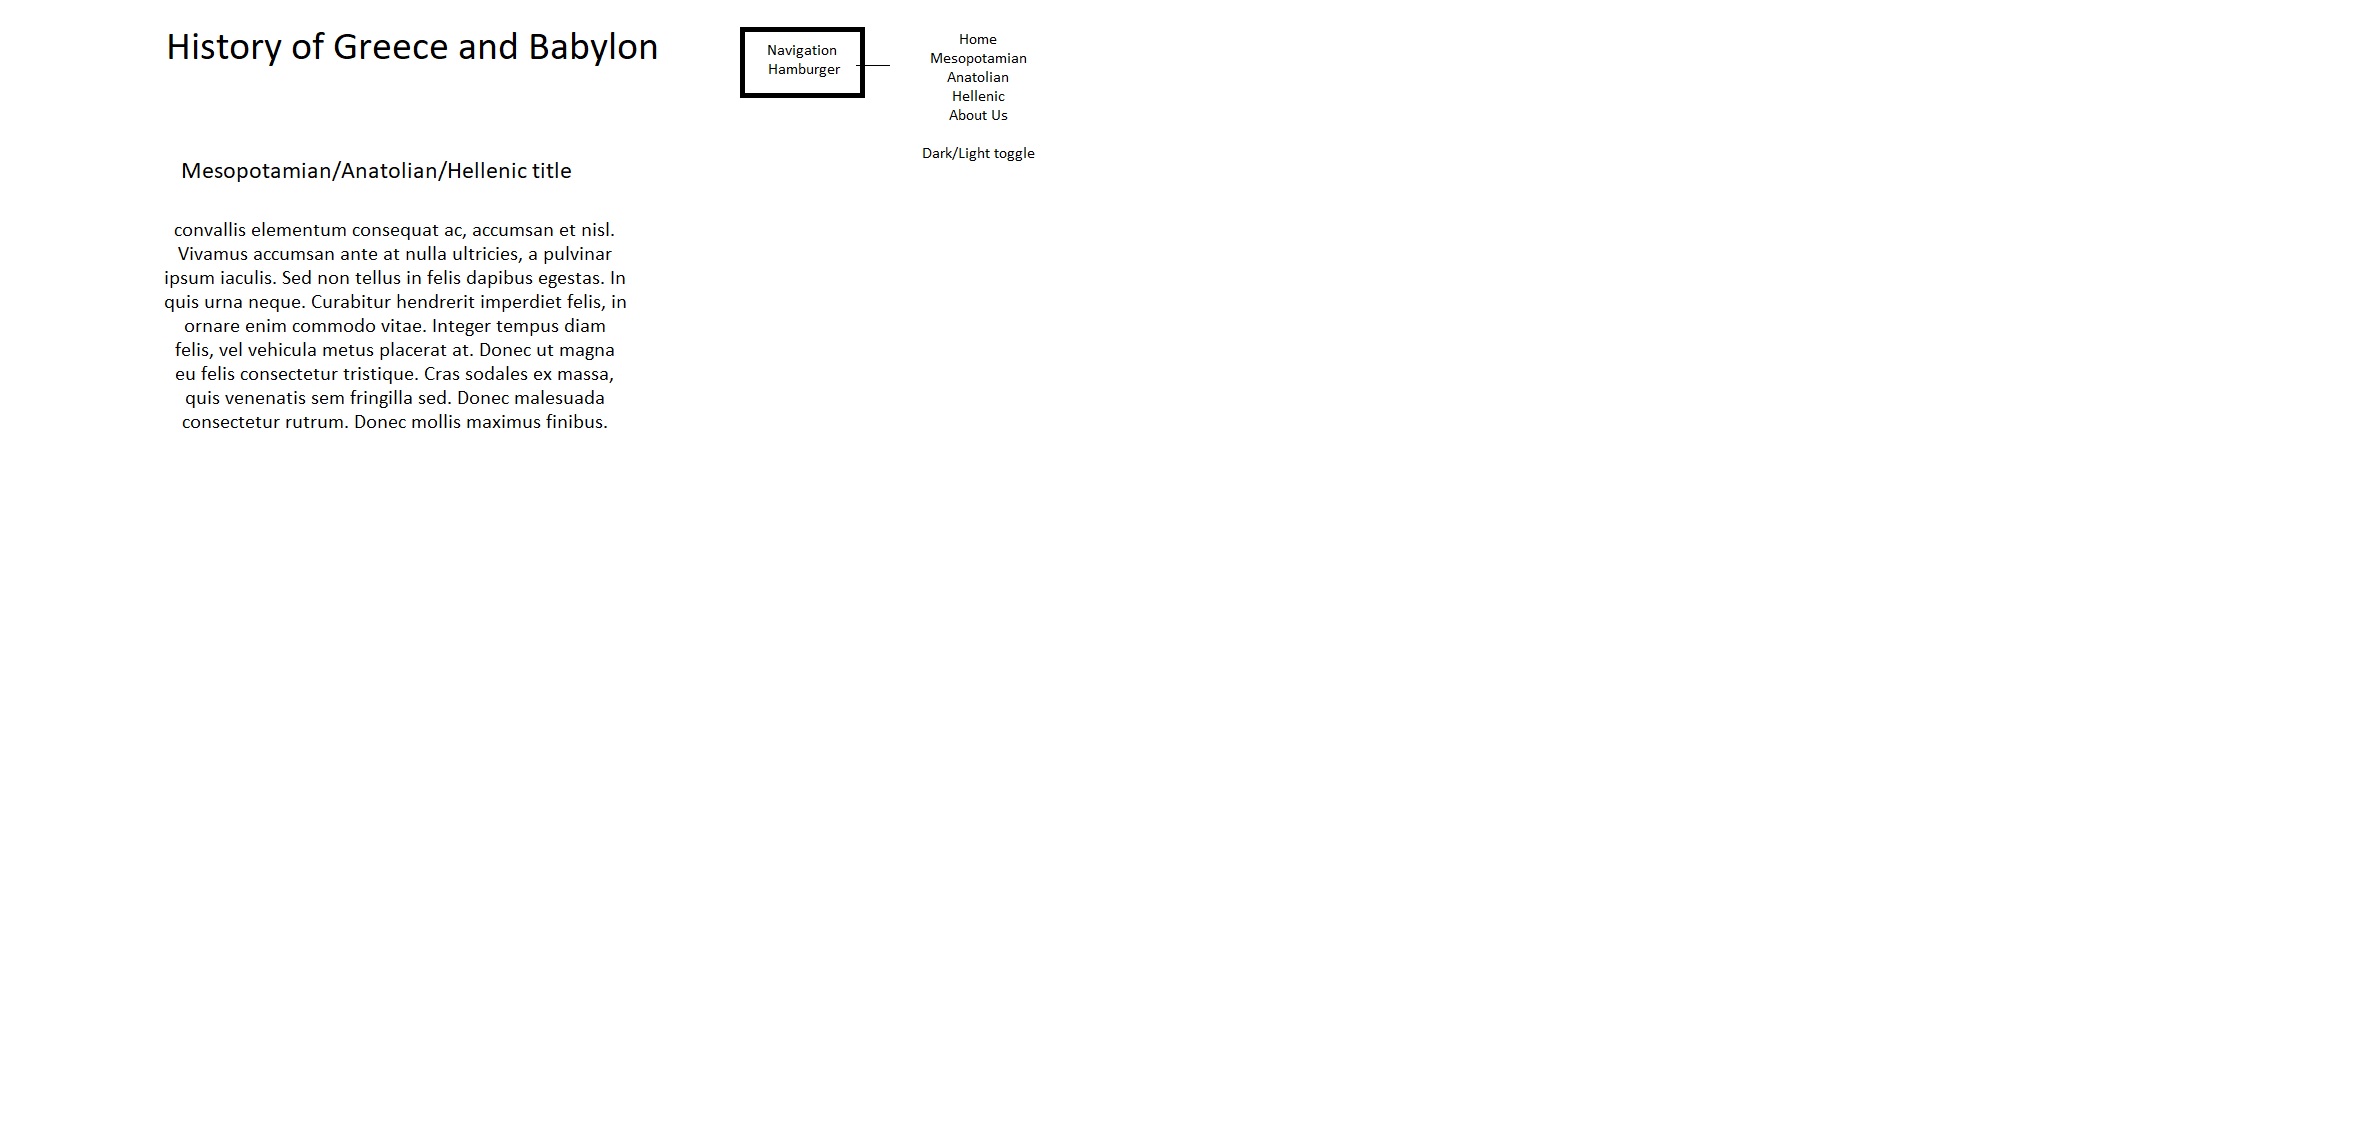 History of Greece and Babylon
Navigation
Hamburger
Home
Mesopotamian
Anatolian
Hellenic
About Us
Dark/Light toggle
Mesopotamian/Anatolian/Hellenic title
convallis elementum consequat ac, accumsan et nisl.
Vivamus accumsan ante at nulla ultricies, a pulvinar
ipsum iaculis. Sed non tellus in felis dapibus egestas. In
quis urna neque. Curabitur hendrerit imperdiet felis, in
ornare enim commodo vitae. Integer tempus diam
felis, vel vehicula metus placerat at. Donec ut magna
eu felis consectetur tristique. Cras sodales ex massa,
quis venenatis sem fringilla sed. Donec malesuada
consectetur rutrum. Donec mollis maximus finibus.